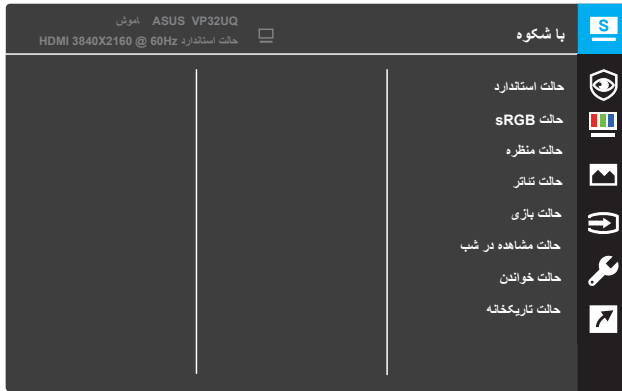 ASUS VP32UQ اموش
حالت استاندارد HDMI 3840X2160 @ 60Hz
با شکوه
S
حالت استاندارد
حالت sRGB
حالت منظره
حالت تئاتر
حالت بازی
حالت مشاهده در شب
حالت خواندن
حالت تاریکخانه